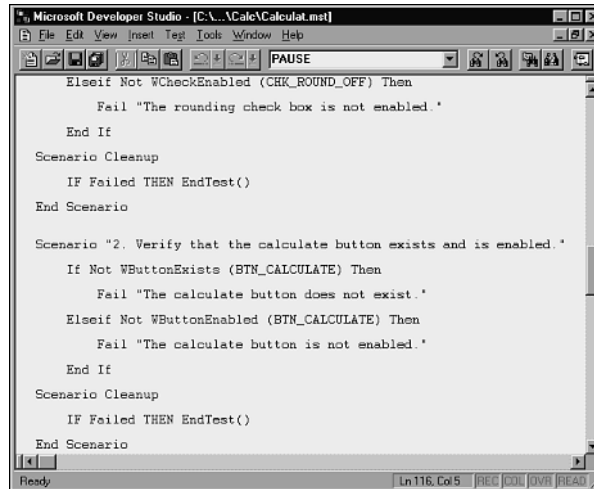 Microsoft Developer Studio - [C:\...\Calc\Calculat.mst]
File Edit View Insert Test Tools Window Help
PAUSE
Elseif Not WCheckEnabled (CHK_ROUND_OFF) Then
Fail "The rounding check box is not enabled."
End If
Scenario Cleanup
IF Failed THEN EndTest()
End Scenario
Scenario "2. Verify that the calculate button exists and is enabled."
If Not WButtonExists (BTN_CALCULATE) Then
Fail "The calculate button does not exist."
Elseif Not WButtonEnabled (BTN_CALCULATE) Then
Fail "The calculate button is not enabled."
End If
Scenario Cleanup
IF Failed THEN EndTest()
End Scenario
Ready Ln 116, Col 5 REC COL OVR READ